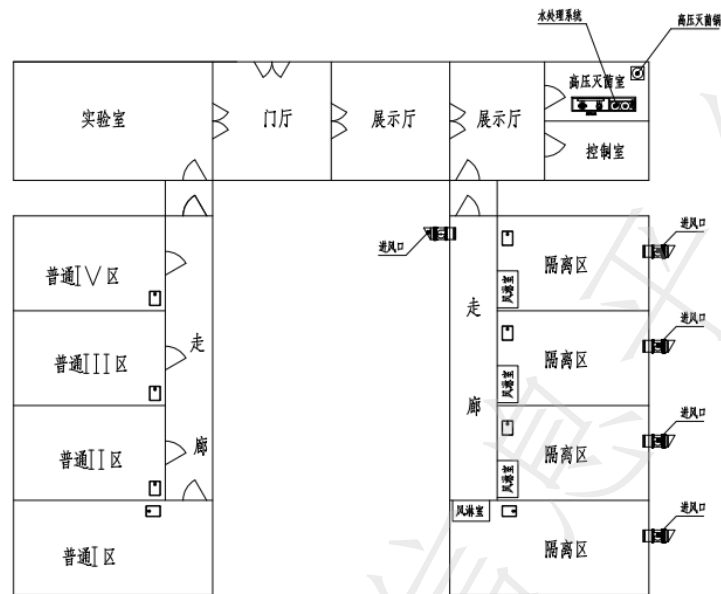 水处理系统
高压灭菌锅
实验室
门厅
展示厅
展示厅
高压灭菌室
控制室
进风口
普通IV区
走
廊
走
廊
风淋室
隔离区
进风口
普通III区
风淋室
隔离区
进风口
普通II区
风淋室
隔离区
进风口
普通I区
风淋室
隔离区
进风口